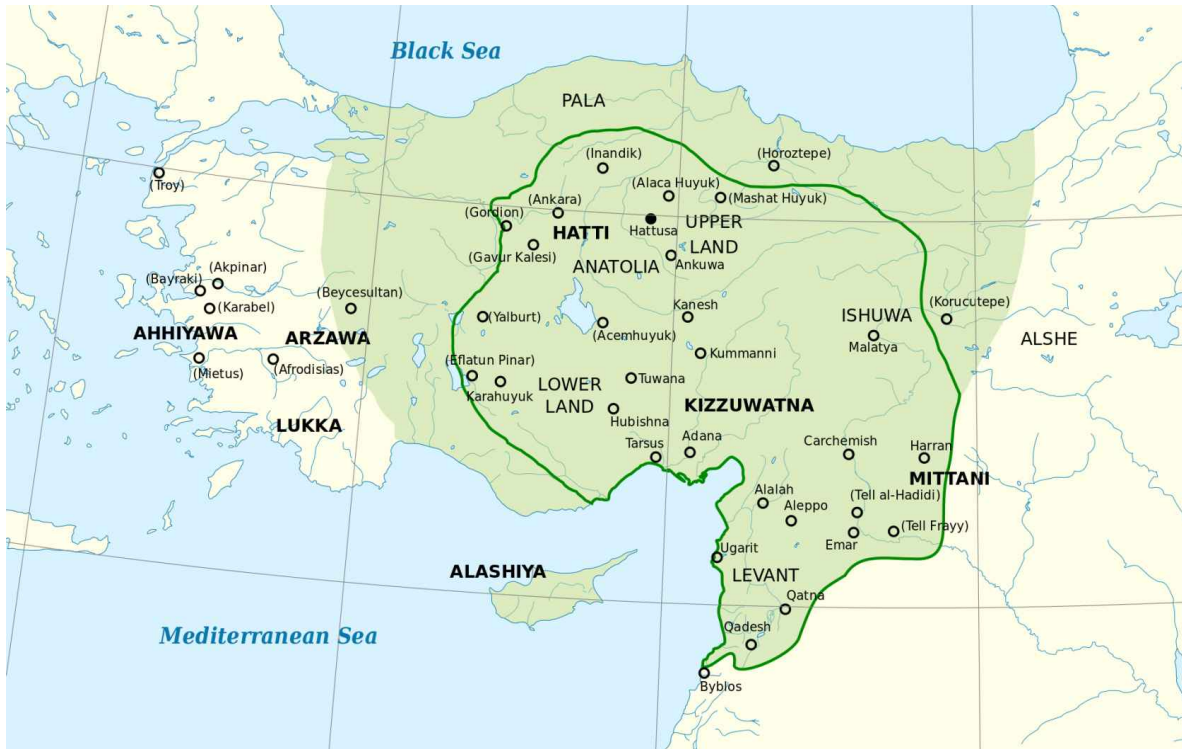 Black Sea
PALA
(Inandik)
(Horoztepe)
(Troy)
(Alaca Huyuk)
(Mashat Huyuk)
(Ankara)
(Gordion)
HATTI
Hattusa
UPPER
LAND
(Gavur Kalesi)
ANATOLIA
Ankuwa
(Akpinar)
(Bayraki)
(Karabel)
(Beycesultan)
(Yalburt)
Kanesh
(Korucutepe)
AHHIYAWA
ARZAWA
(Acemhuyuk)
ISHUWA
Malatya
ALSHE
(Mietus)
(Afrodisias)
(Eflatun Pinar)
Karahuyuk
Kummanni
LOWER
LAND
Tuwana
Hubishna
KIZZUWATNA
LUKKA
Tarsus
Adana
Carchemish
Harran
MITTANI
Alalah
Aleppo
(Tell al-Hadidi)
(Tell Frayy)
Emar
Ugarit
ALASHIYA
LEVANT
Qatna
Mediterranean Sea
Qadesh
Byblos